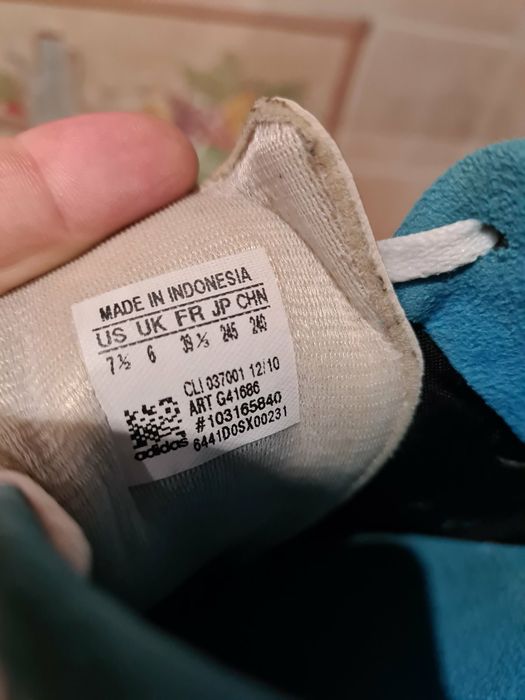 MADE IN INDONESIA
US UK FR JP CHN
7½ 6 39⅓ 245 240
CLI 037001 12/10
ART G41686
#103165840
6441D0SX00231
adidas